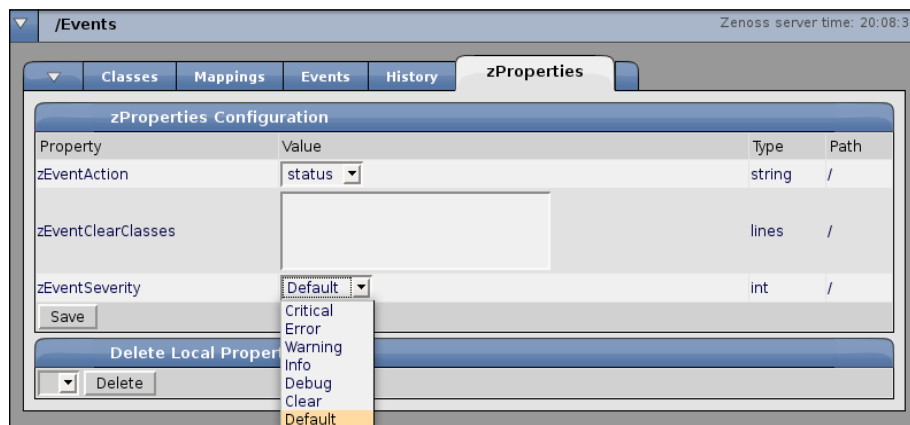 /Events Zenoss server time: 20:08:3
Classes Mappings Events History zProperties
zProperties Configuration
Property Value Type Path
zEventAction status string /
zEventClearClasses lines /
zEventSeverity Default int /
Save
Critical
Error
Warning
Info
Debug
Clear
Default
Delete Local Propert
Delete